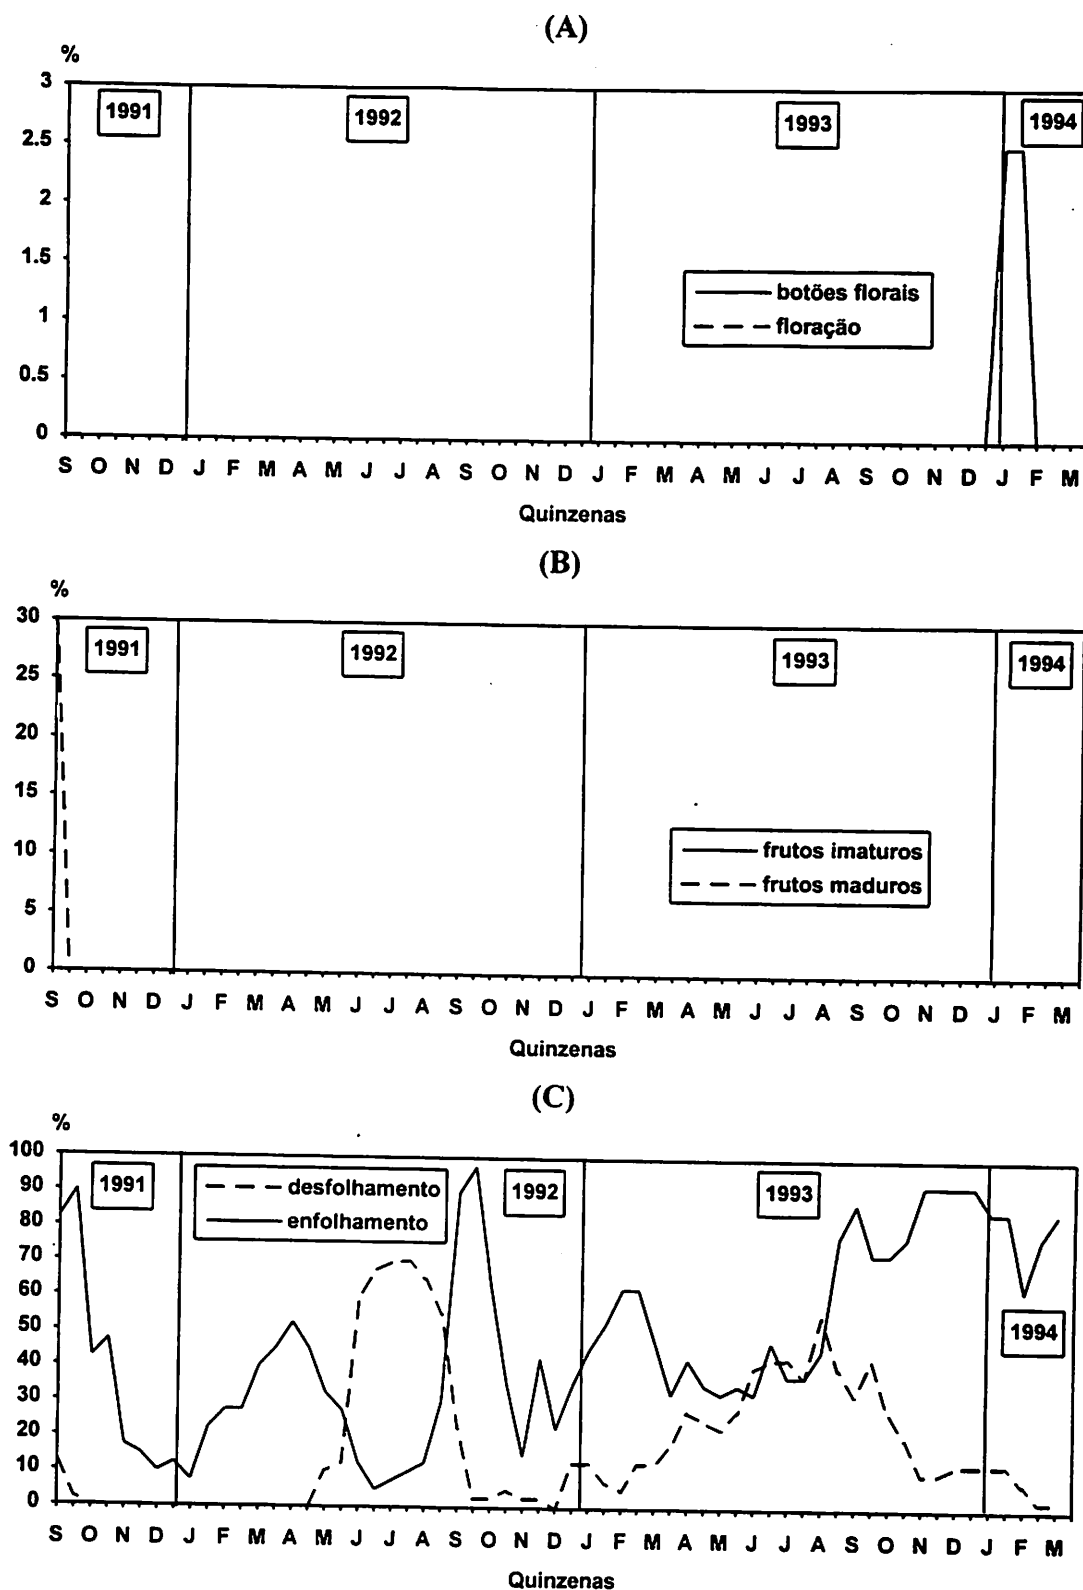 (A)
%
3
2.5
2
1.5
1
0.5
0
1991
1992
1993
1994
botões florais
floração
S O N D J F M A M J J A S O N D J F M A M J J A S O N D J F M
Quinzenas
(B)
%
30
25
20
15
10
5
0
1991
1992
1993
1994
frutos imaturos
frutos maduros
S O N D J F M A M J J A S O N D J F M A M J J A S O N D J F M
Quinzenas
(C)
%
100
90
80
70
60
50
40
30
20
10
0
1991
desfolhamento
enfolhamento
1992
1993
1994
S O N D J F M A M J J A S O N D J F M A M J J A S O N D J F M
Quinzenas